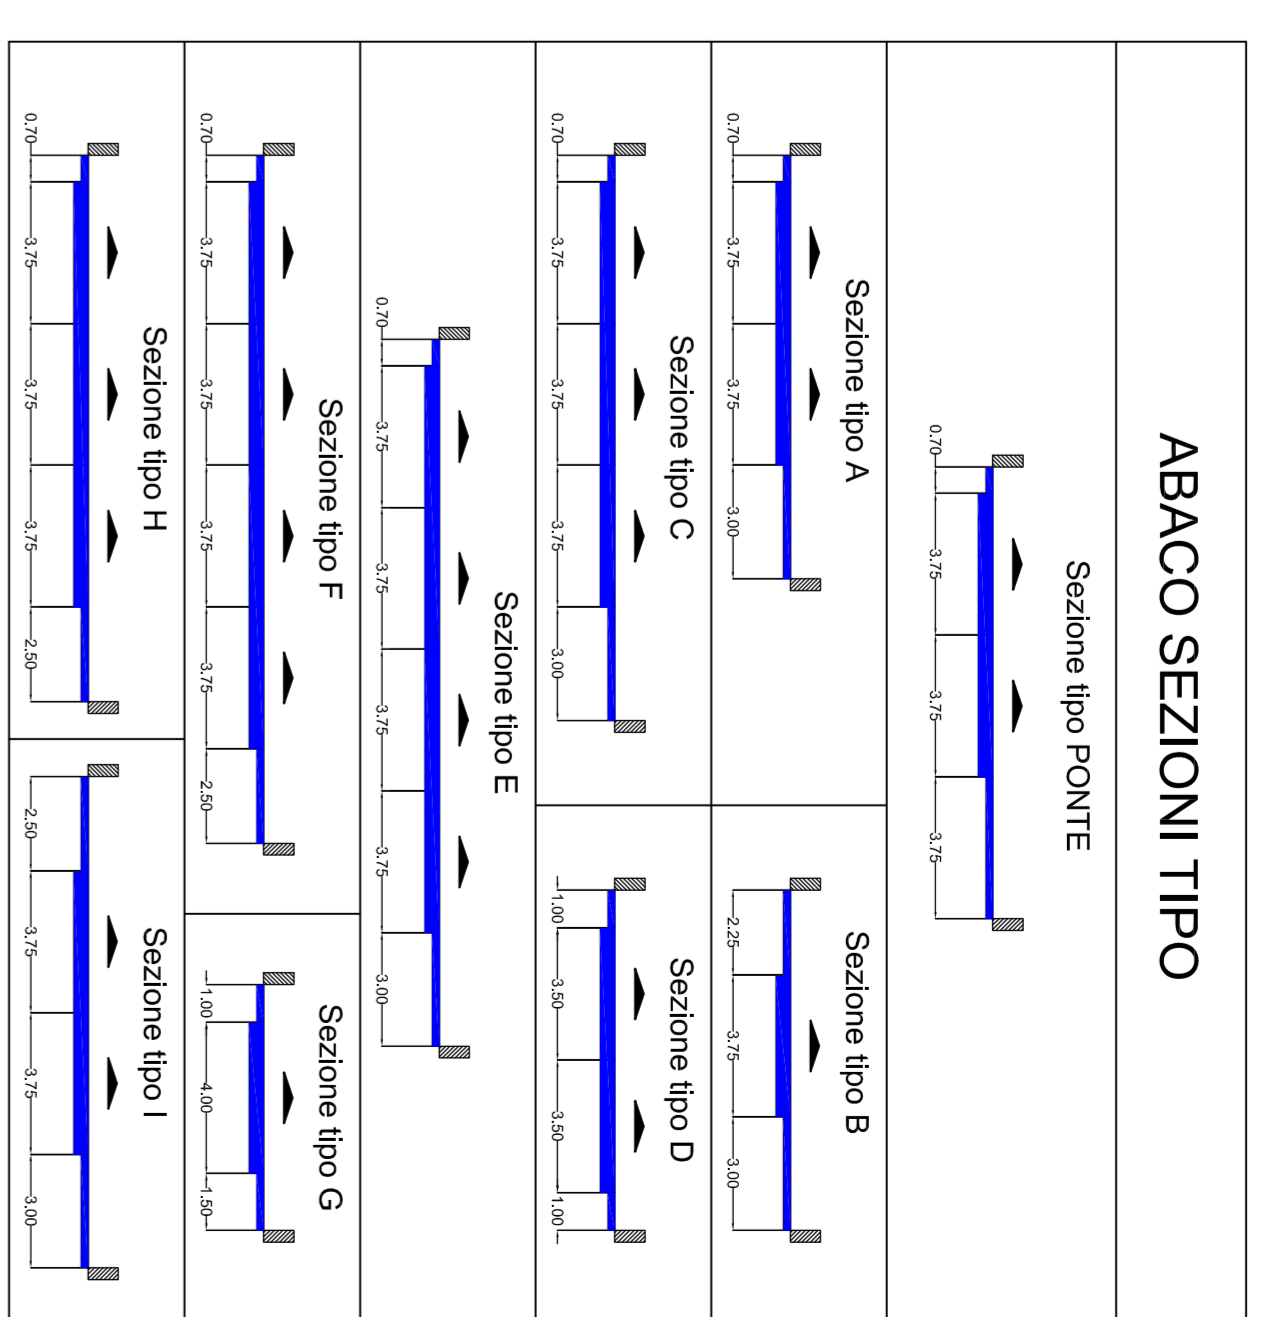 ABACO SEZIONI TIPO
Sezione tipo PONTE
0.70 3.75 3.75 3.75
Sezione tipo A
0.70 3.75 3.75 3.00
Sezione tipo B
2.25 3.75 3.00
Sezione tipo C
0.70 3.75 3.75 3.75 3.00
Sezione tipo D
1.00 3.50 3.50 1.00
Sezione tipo E
0.70 3.75 3.75 3.75 3.75 3.00
Sezione tipo F
0.70 3.75 3.75 3.75 3.75 2.50
Sezione tipo G
1.00 4.00 1.50
Sezione tipo H
0.70 3.75 3.75 3.75 2.50
Sezione tipo I
2.50 3.75 3.75 3.00